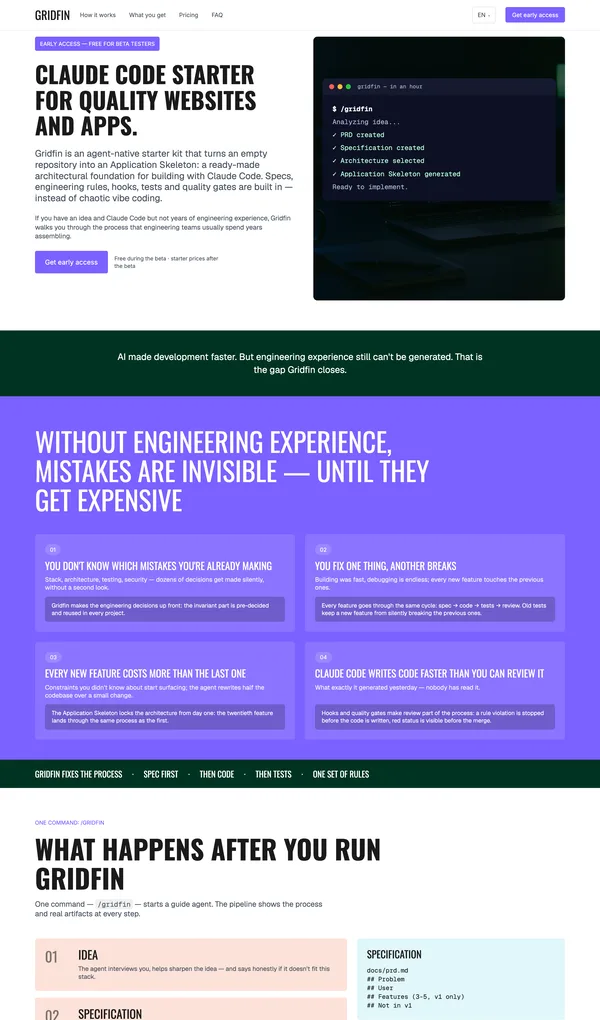 GRIDFIN How it works What you get Pricing FAQ EN Get early access
EARLY ACCESS — FREE FOR BETA TESTERS
CLAUDE CODE STARTER
FOR QUALITY WEBSITES
AND APPS.
Gridfin is an agent-native starter kit that turns an empty
repository into an Application Skeleton: a ready-made
architectural foundation for building with Claude Code. Specs,
engineering rules, hooks, tests and quality gates are built in —
instead of chaotic vibe coding.
If you have an idea and Claude Code but not years of engineering experience, Gridfin
walks you through the process that engineering teams usually spend years
assembling.
Get early access
Free during the beta · starter prices after
the beta
gridfin — in an hour
$ /gridfin
Analyzing idea...
✓ PRD created
✓ Specification created
✓ Architecture selected
✓ Application Skeleton generated
Ready to implement.
AI made development faster. But engineering experience still can't be generated. That is
the gap Gridfin closes.
WITHOUT ENGINEERING EXPERIENCE,
MISTAKES ARE INVISIBLE — UNTIL THEY
GET EXPENSIVE
01
YOU DON'T KNOW WHICH MISTAKES YOU'RE ALREADY MAKING
Stack, architecture, testing, security — dozens of decisions get made silently,
without a second look.
Gridfin makes the engineering decisions up front: the invariant part is pre-decided
and reused in every project.
02
YOU FIX ONE THING, ANOTHER BREAKS
Building was fast, debugging is endless; every new feature touches the previous
ones.
Every feature goes through the same cycle: spec → code → tests → review. Old tests
keep a new feature from silently breaking the previous ones.
03
EVERY NEW FEATURE COSTS MORE THAN THE LAST ONE
Constraints you didn't know about start surfacing; the agent rewrites half the
codebase over a small change.
The Application Skeleton locks the architecture from day one: the twentieth feature
lands through the same process as the first.
04
CLAUDE CODE WRITES CODE FASTER THAN YOU CAN REVIEW IT
What exactly it generated yesterday — nobody has read it.
Hooks and quality gates make review part of the process: a rule violation is stopped
before the code is written, red status is visible before the merge.
GRIDFIN FIXES THE PROCESS · SPEC FIRST · THEN CODE · THEN TESTS · ONE SET OF RULES
ONE COMMAND: /GRIDFIN
WHAT HAPPENS AFTER YOU RUN
GRIDFIN
One command — /gridfin — starts a guide agent. The pipeline shows the process
and real artifacts at every step.
01 IDEA
The agent interviews you, helps sharpen the idea — and says honestly if it doesn't fit this
stack.
02 SPECIFICATION
SPECIFICATION
docs/prd.md
## Problem
## User
## Features (3-5, v1 only)
## Not in v1